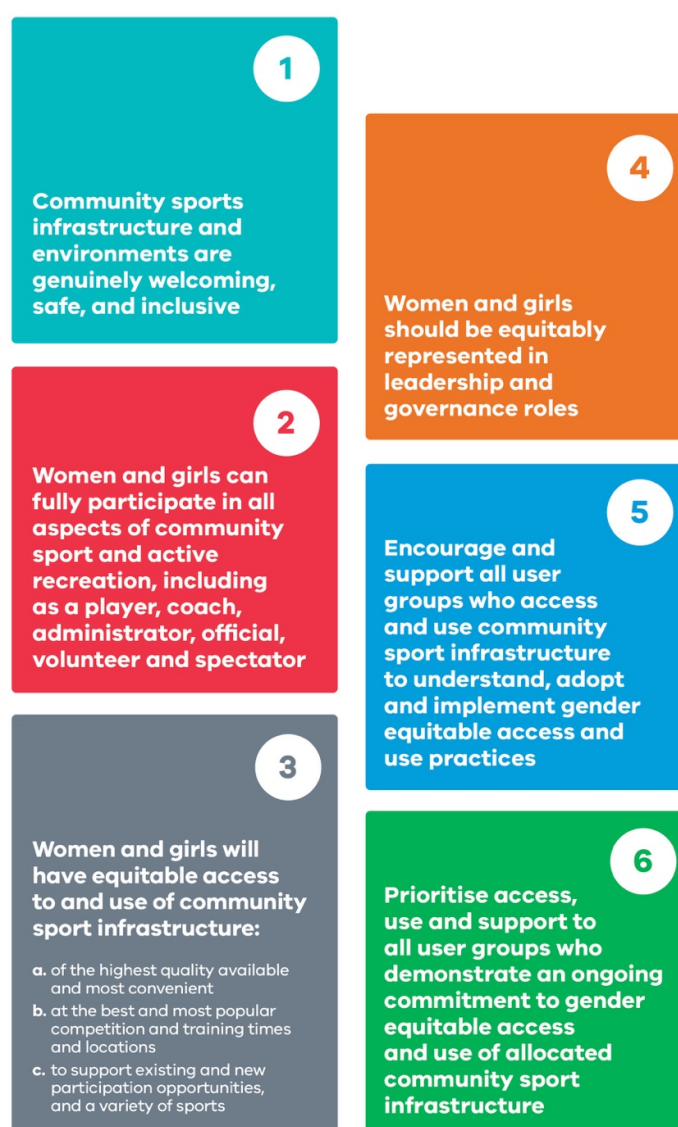 1
Community sports
infrastructure and
environments are
genuinely welcoming,
safe, and inclusive
2
Women and girls can
fully participate in all
aspects of community
sport and active
recreation, including
as a player, coach,
administrator, official,
volunteer and spectator
3
Women and girls will
have equitable access
to and use of community
sport infrastructure:
a. of the highest quality available
and most convenient
b. at the best and most popular
competition and training times
and locations
c. to support existing and new
participation opportunities,
and a variety of sports
4
Women and girls
should be equitably
represented in
leadership and
governance roles
5
Encourage and
support all user
groups who access
and use community
sport infrastructure
to understand, adopt
and implement gender
equitable access and
use practices
6
Prioritise access,
use and support to
all user groups who
demonstrate an ongoing
commitment to gender
equitable access
and use of allocated
community sport
infrastructure